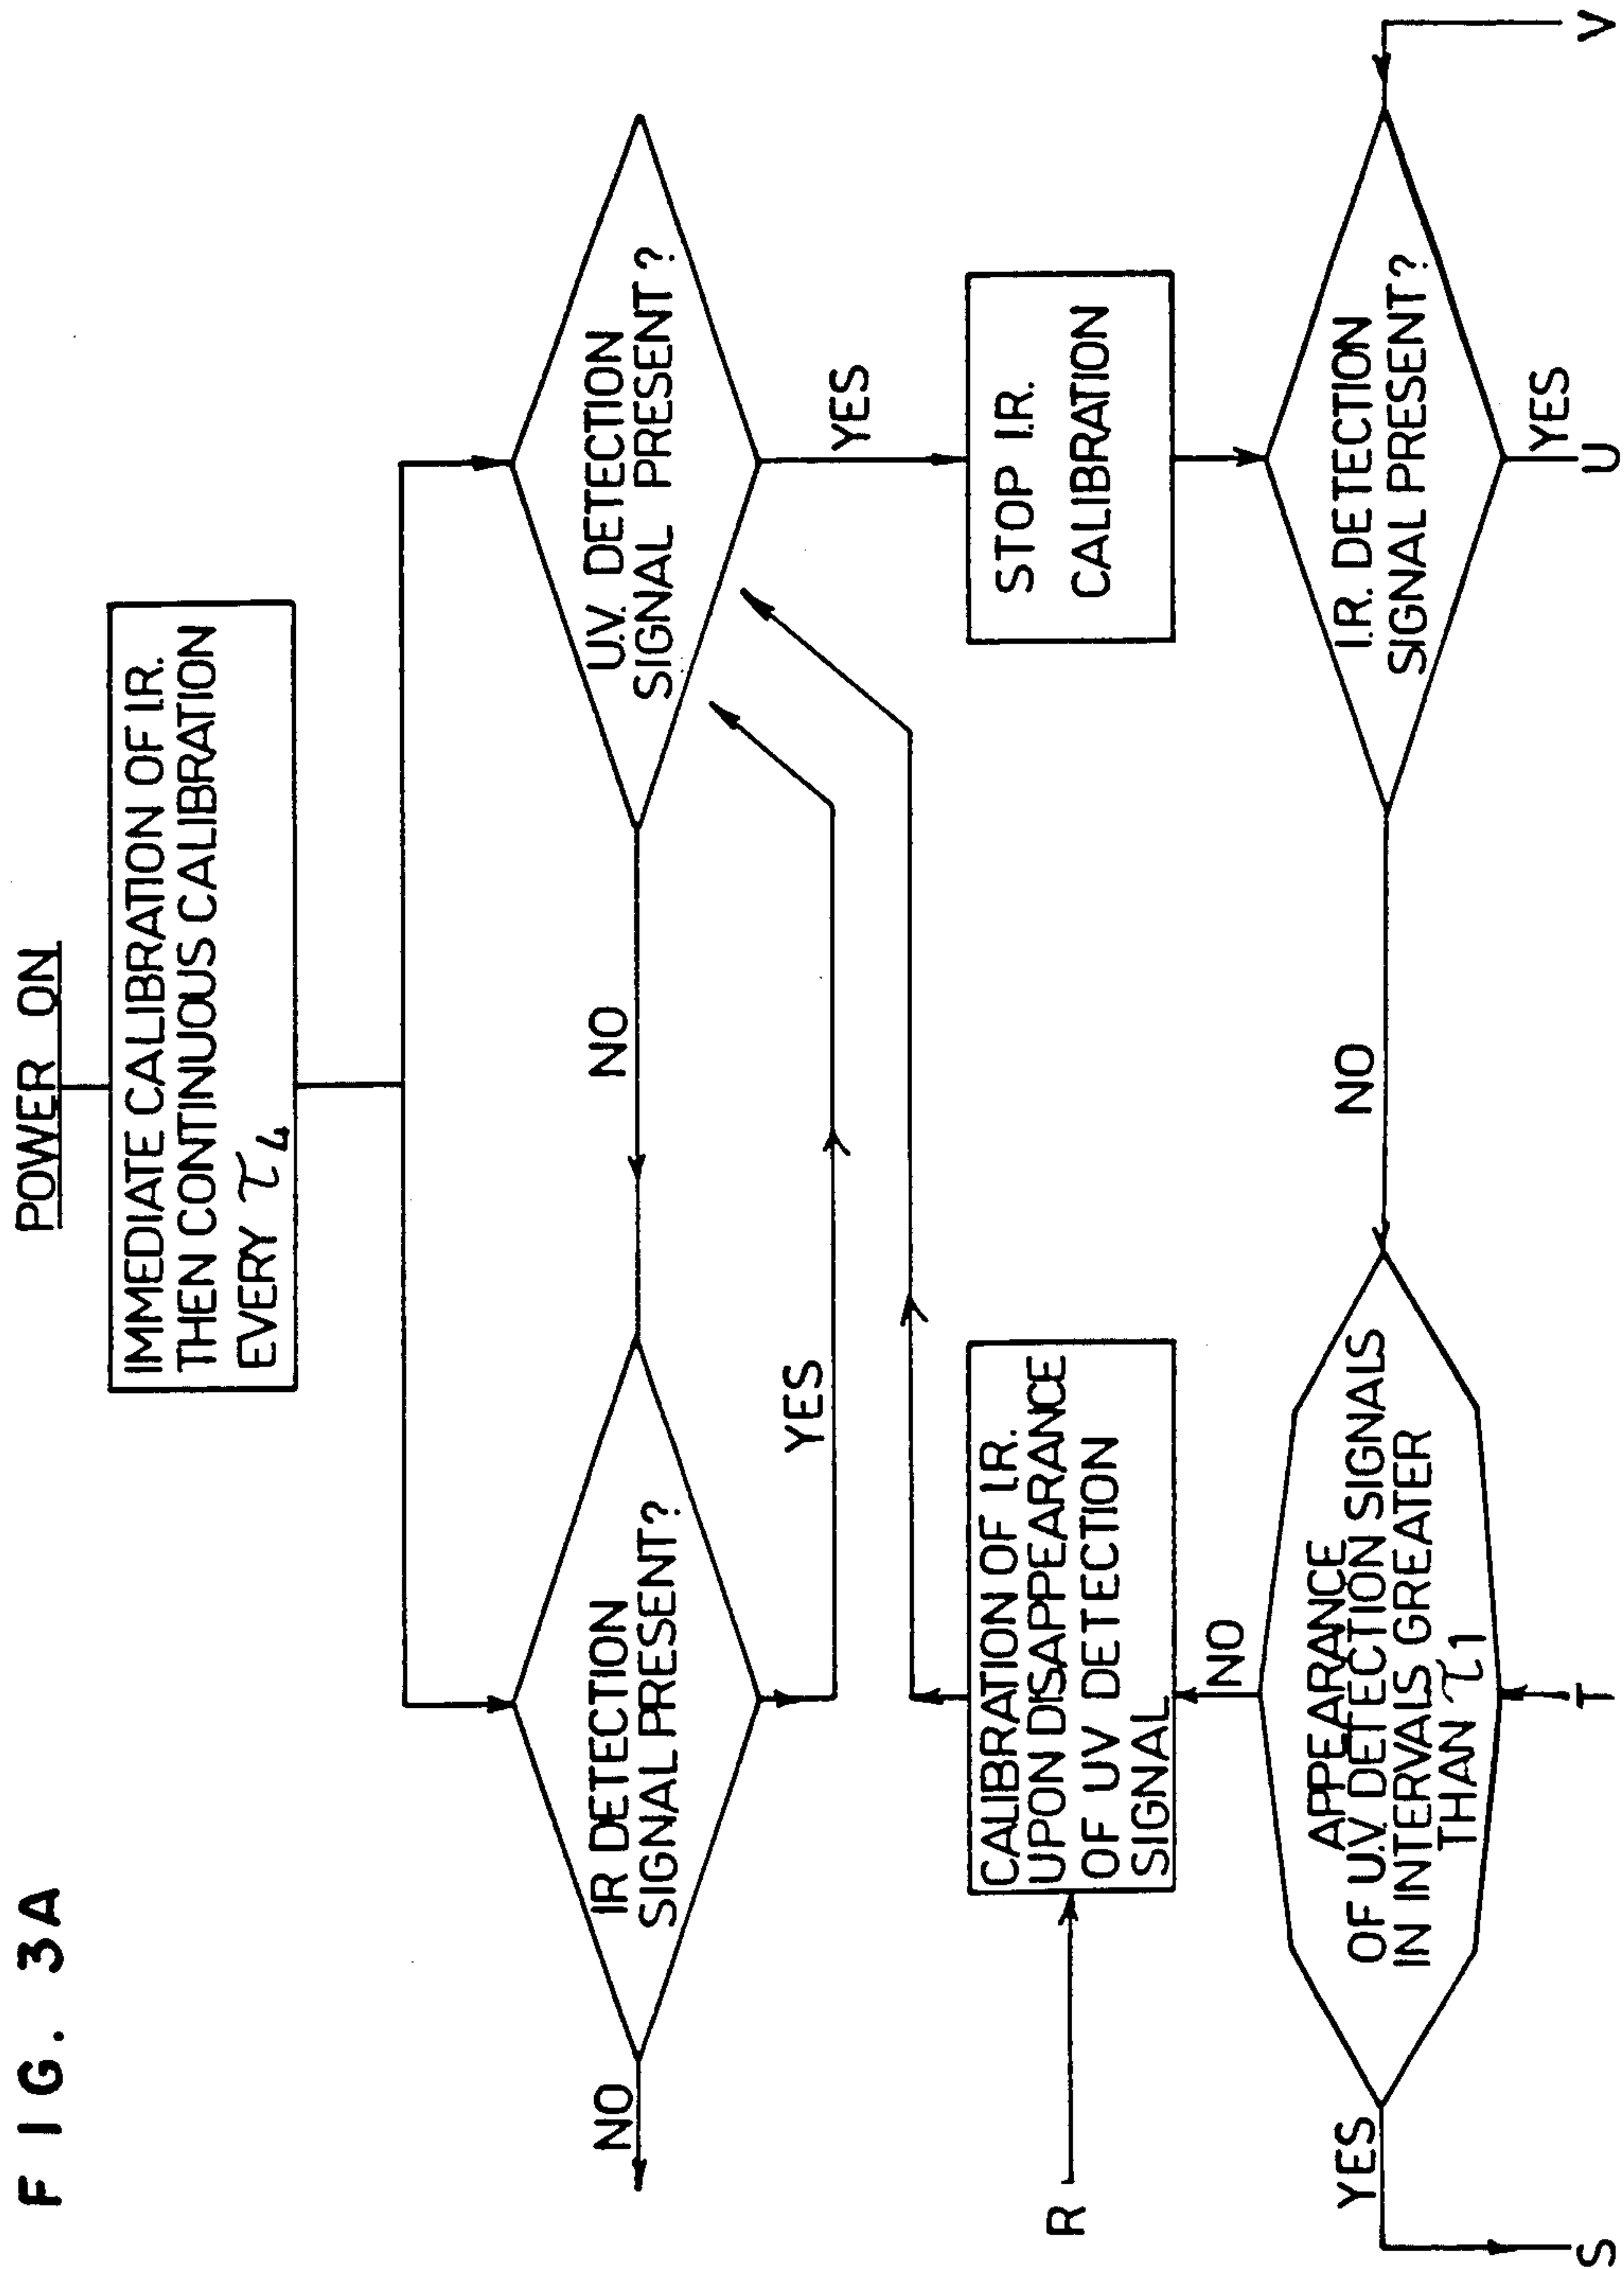 FIG. 3A
POWER ON
IMMEDIATE CALIBRATION OF I.R.
THEN CONTINUOUS CALIBRATION
EVERY τ4
IR DETECTION
SIGNAL PRESENT?
NO
YES
NO
U.V. DETECTION
SIGNAL PRESENT?
YES
R
CALIBRATION OF I.R.
UPON DISAPPEARANCE
OF UV DETECTION
SIGNAL
STOP I.R.
CALIBRATION
NO
YES
APPEARANCE
OF U.V. DETECTION SIGNALS
IN INTERVALS GREATER
THAN τ1
NO
I.R. DETECTION
SIGNAL PRESENT?
YES
S
T
U
V